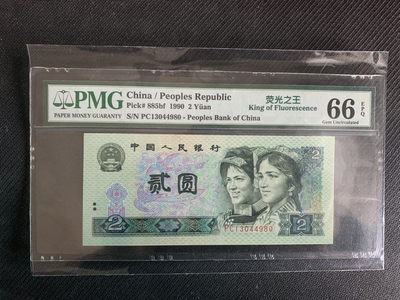 PMG
PAPER MONEY GUARANTY
China / Peoples Republic
Pick# 885bf 1990 2 Yüan
S/N PC13044980 - Peoples Bank of China
荧光之王
King of Fluorescence
66 EPQ
Gem Uncirculated
中国人民银行
贰圆
2
2
2
PC13044980